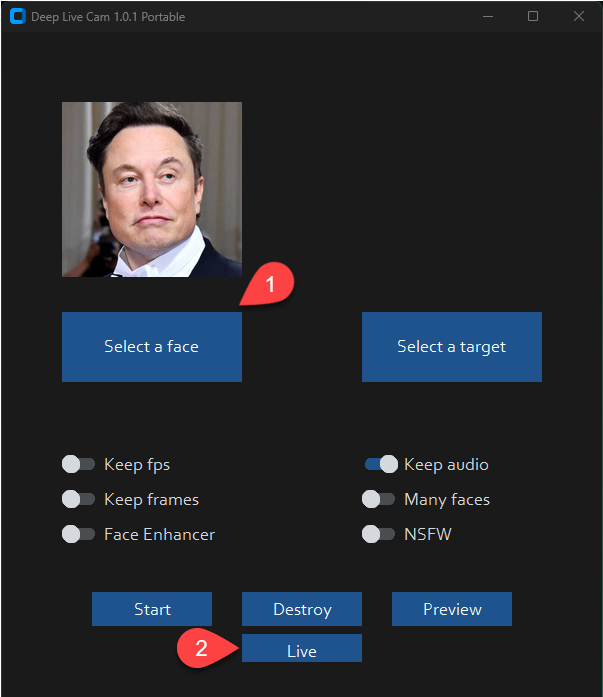 Deep Live Cam 1.0.1 Portable
1
Select a face
Select a target
Keep fps
Keep audio
Keep frames
Many faces
Face Enhancer
NSFW
Start
Destroy
Preview
2
Live